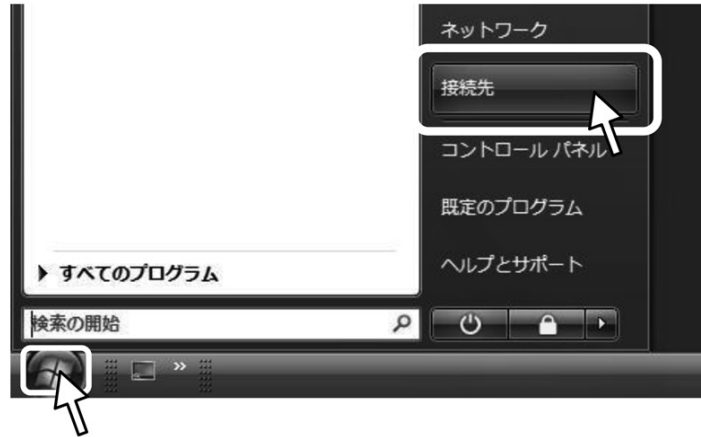 ネットワーク
接続先
コントロール パネル
既定のプログラム
ヘルプとサポート
すべてのプログラム
検索の開始